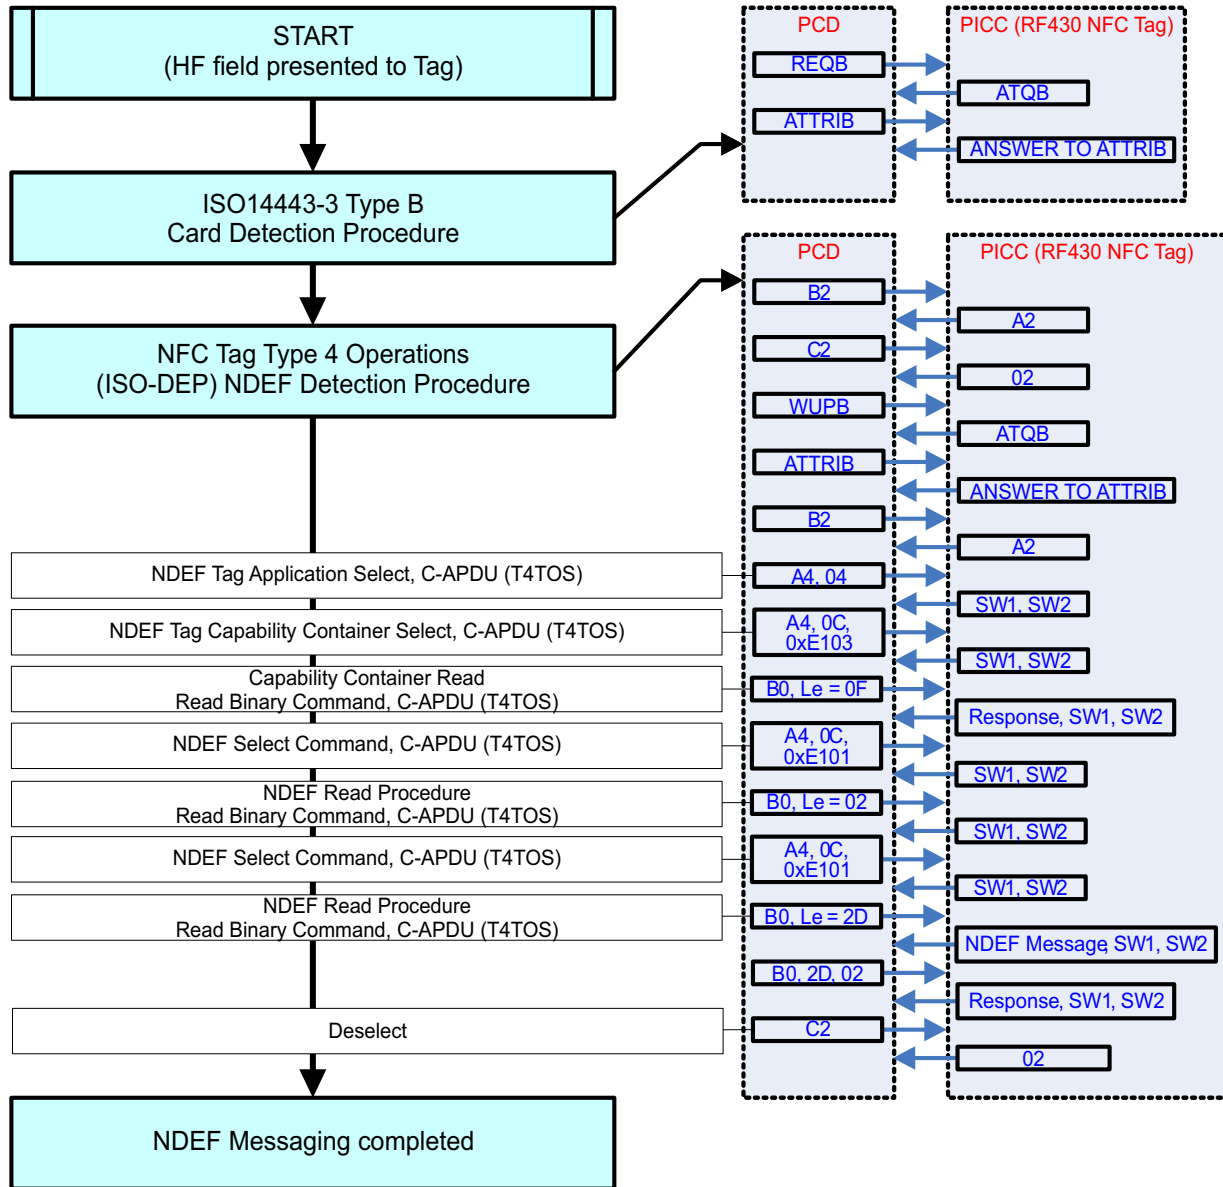 START
(HF field presented to Tag)
ISO14443-3 Type B
Card Detection Procedure
NFC Tag Type 4 Operations
(ISO-DEP) NDEF Detection Procedure
PCD
PICC (RF430 NFC Tag)
REQB
ATQB
ATTRIB
ANSWER TO ATTRIB
PCD
PICC (RF430 NFC Tag)
B2
A2
C2
02
WUPB
ATQB
ATTRIB
ANSWER TO ATTRIB
B2
A2
NDEF Tag Application Select, C-APDU (T4TOS)
A4, 04
SW1, SW2
NDEF Tag Capability Container Select, C-APDU (T4TOS)
A4, 0C,
0xE103
SW1, SW2
Capability Container Read
Read Binary Command, C-APDU (T4TOS)
B0, Le = 0F
Response, SW1, SW2
NDEF Select Command, C-APDU (T4TOS)
A4, 0C,
0xE101
SW1, SW2
NDEF Read Procedure
Read Binary Command, C-APDU (T4TOS)
B0, Le = 02
SW1, SW2
NDEF Select Command, C-APDU (T4TOS)
A4, 0C,
0xE101
SW1, SW2
NDEF Read Procedure
Read Binary Command, C-APDU (T4TOS)
B0, Le = 2D
NDEF Message, SW1, SW2
B0, 2D, 02
Response, SW1, SW2
Deselect
C2
02
NDEF Messaging completed